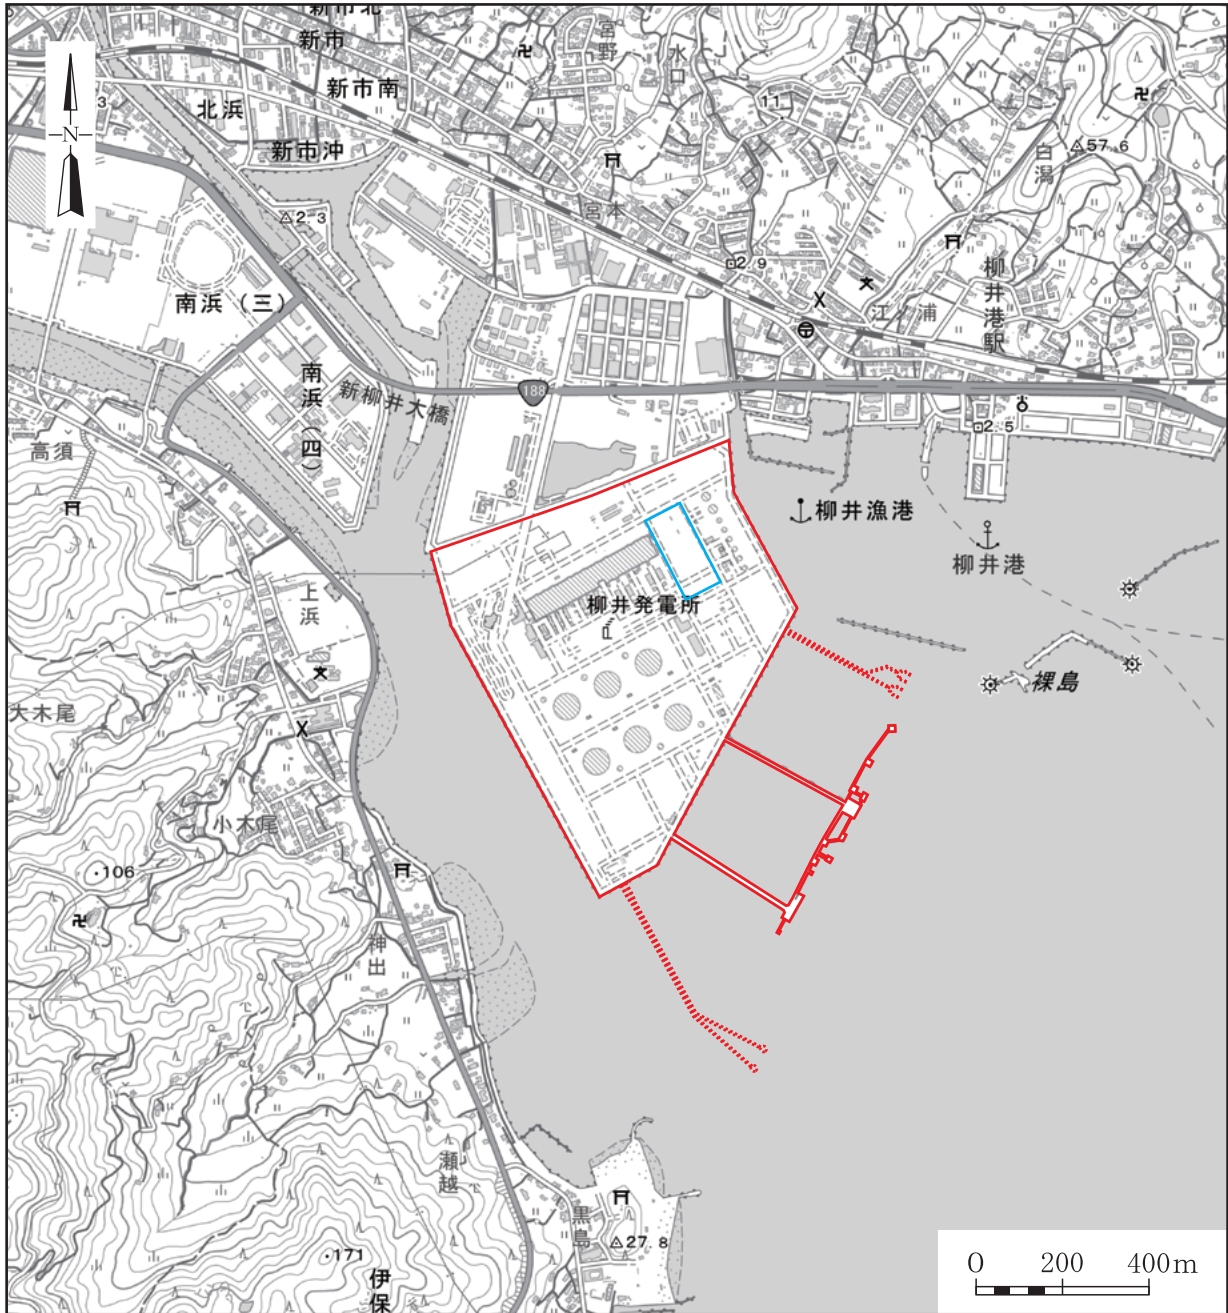 新市北
新市
新市南
北浜
新市沖
3
N
宮野
水口
11
57.6
白潟
宮本
2.3
2.9
柳井港駅
江ノ浦
南浜（三）
南浜（四）
新柳井大橋
188
2.5
高須
柳井漁港
柳井港
上浜
柳井発電所
裸島
大木尾
小木尾
106
神出
瀬越
黒島
27.8
171
伊保
0 200 400m